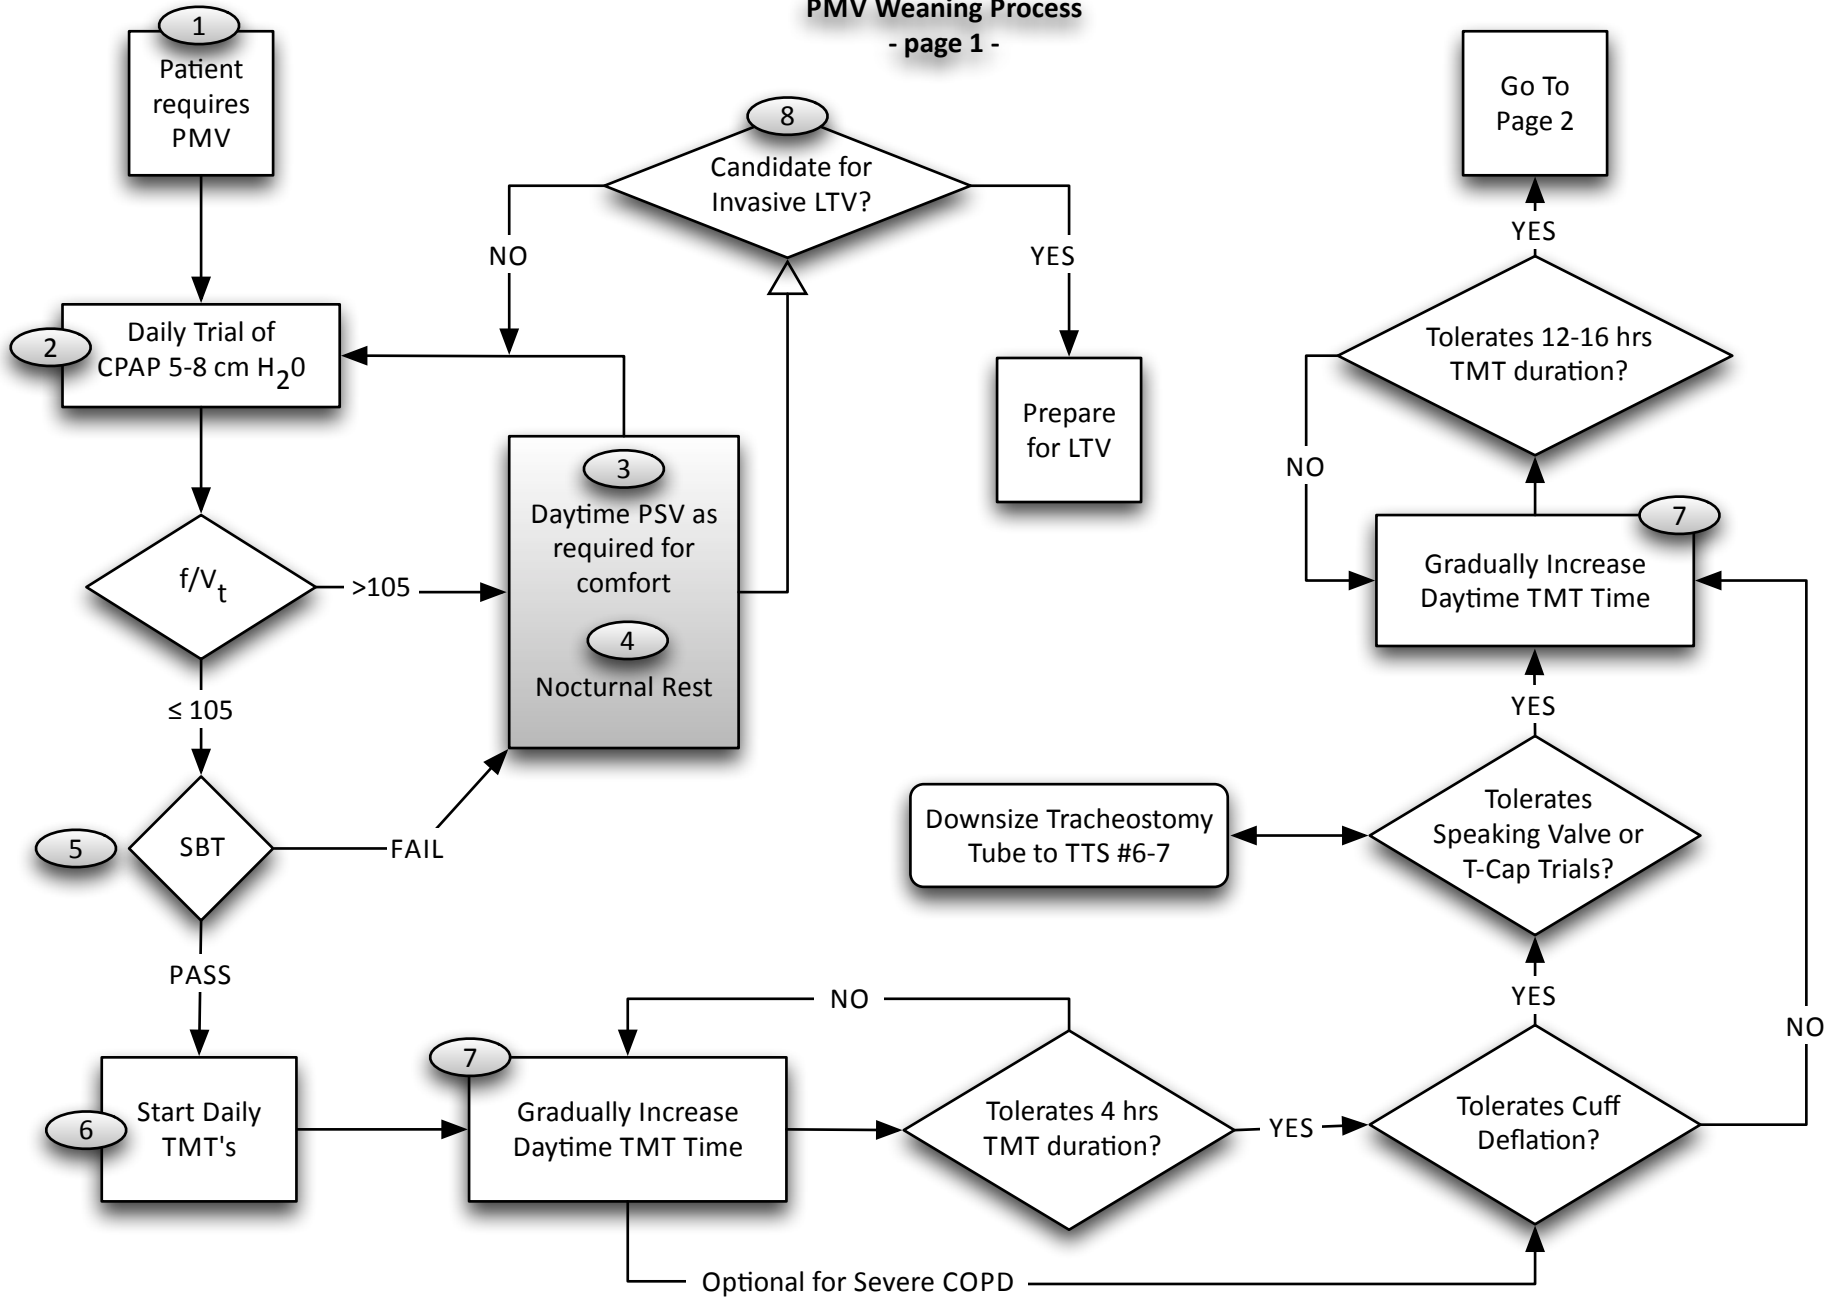 PMV Weaning Process
- page 1 -
1
Patient
requires
PMV
8
Candidate for
Invasive LTV?
NO
YES
Go To
Page 2
YES
2
Daily Trial of
CPAP 5-8 cm H20
Prepare
for LTV
Tolerates 12-16 hrs
TMT duration?
NO
3
Daytime PSV as
required for
comfort
4
Nocturnal Rest
f/Vt
>105
≤ 105
7
Gradually Increase
Daytime TMT Time
YES
5
SBT
FAIL
PASS
Downsize Tracheostomy
Tube to TTS #6-7
Tolerates
Speaking Valve or
T-Cap Trials?
YES
NO
NO
6
Start Daily
TMT's
7
Gradually Increase
Daytime TMT Time
Tolerates 4 hrs
TMT duration?
YES
Tolerates Cuff
Deflation?
Optional for Severe COPD